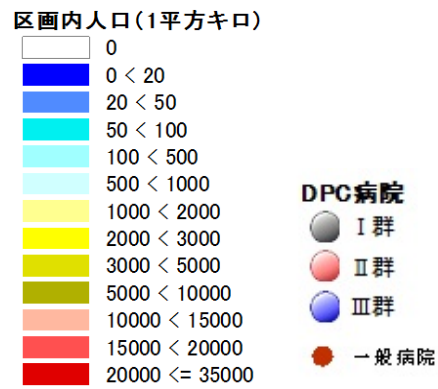 区画内人口(1平方キロ)
0
0 < 20
20 < 50
50 < 100
100 < 500
500 < 1000
1000 < 2000
2000 < 3000
3000 < 5000
5000 < 10000
10000 < 15000
15000 < 20000
20000 <= 35000
DPC病院
Ⅰ群
Ⅱ群
Ⅲ群
一般病院